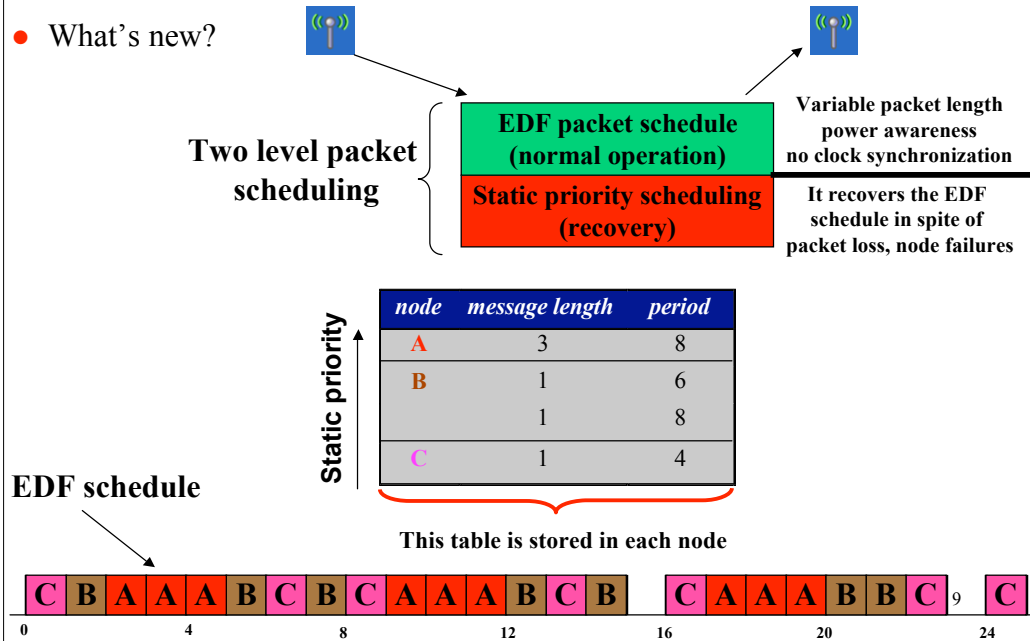 • What's new?
Two level packet
scheduling
EDF packet schedule
(normal operation)
Static priority scheduling
(recovery)
Variable packet length
power awareness
no clock synchronization
It recovers the EDF
schedule in spite of
packet loss, node failures
Static priority
node message length period
A 3 8
B 1 6
1 8
C 1 4
This table is stored in each node
EDF schedule
C B A A A B C B C A A A B C B C A A A B B C 9 C
0 4 8 12 16 20 24